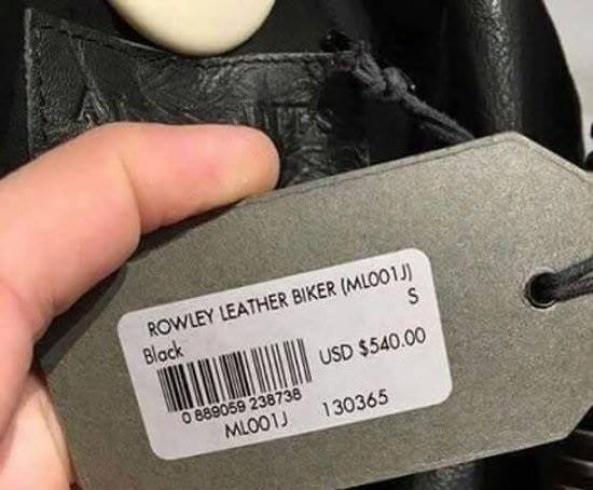 ROWLEY LEATHER BIKER (ML001J)
S
Black
USD $540.00
0 889059 238738
ML001J 130365